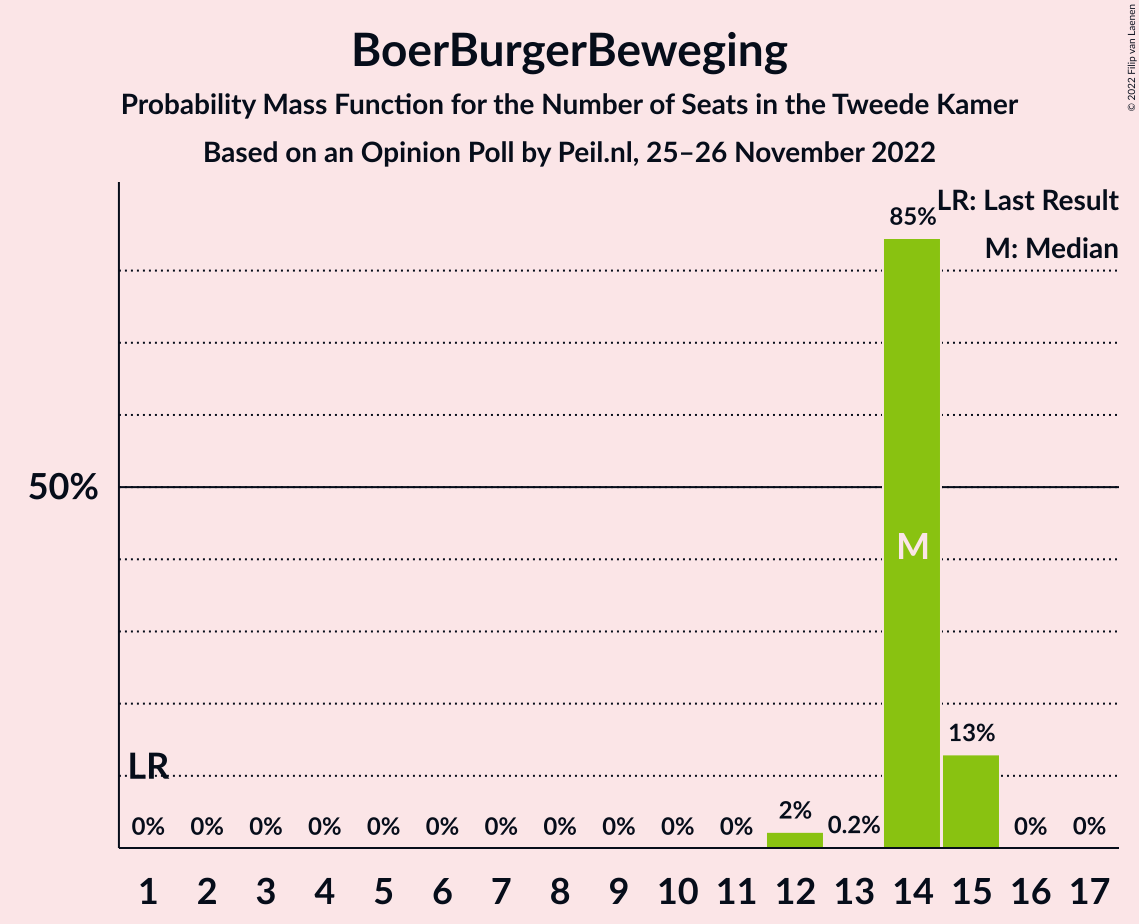 BoerBurgerBeweging
Probability Mass Function for the Number of Seats in the Tweede Kamer
Based on an Opinion Poll by Peil.nl, 25–26 November 2022
© 2022 Filip van Laenen
LR: Last Result
M: Median
85%
50%
M
LR
13%
0% 0% 0% 0% 0% 0% 0% 0% 0% 0% 0% 2% 0.2% 0% 0%
1 2 3 4 5 6 7 8 9 10 11 12 13 14 15 16 17